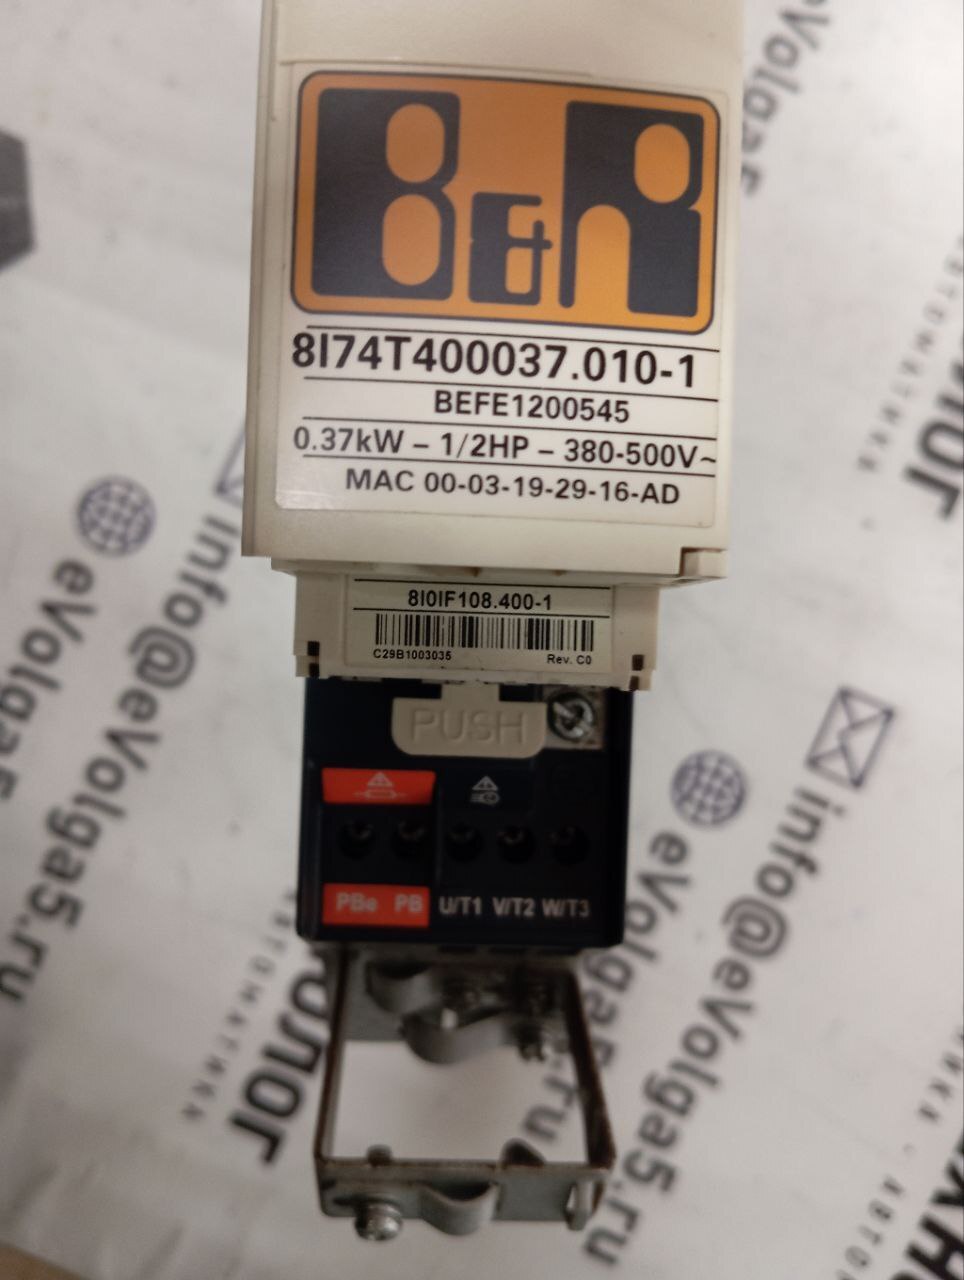 B&R
8I74T400037.010-1
BEFE1200545
0.37kW – 1/2HP – 380-500V~
MAC 00-03-19-29-16-AD
8I0IF108.400-1
C29B1003035 Rev. C0
PUSH
PBe PB U/T1 V/T2 W/T3
info@eVolga5.ru
eVolga5.ru
info@eVolga5.ru
eVolga5.ru